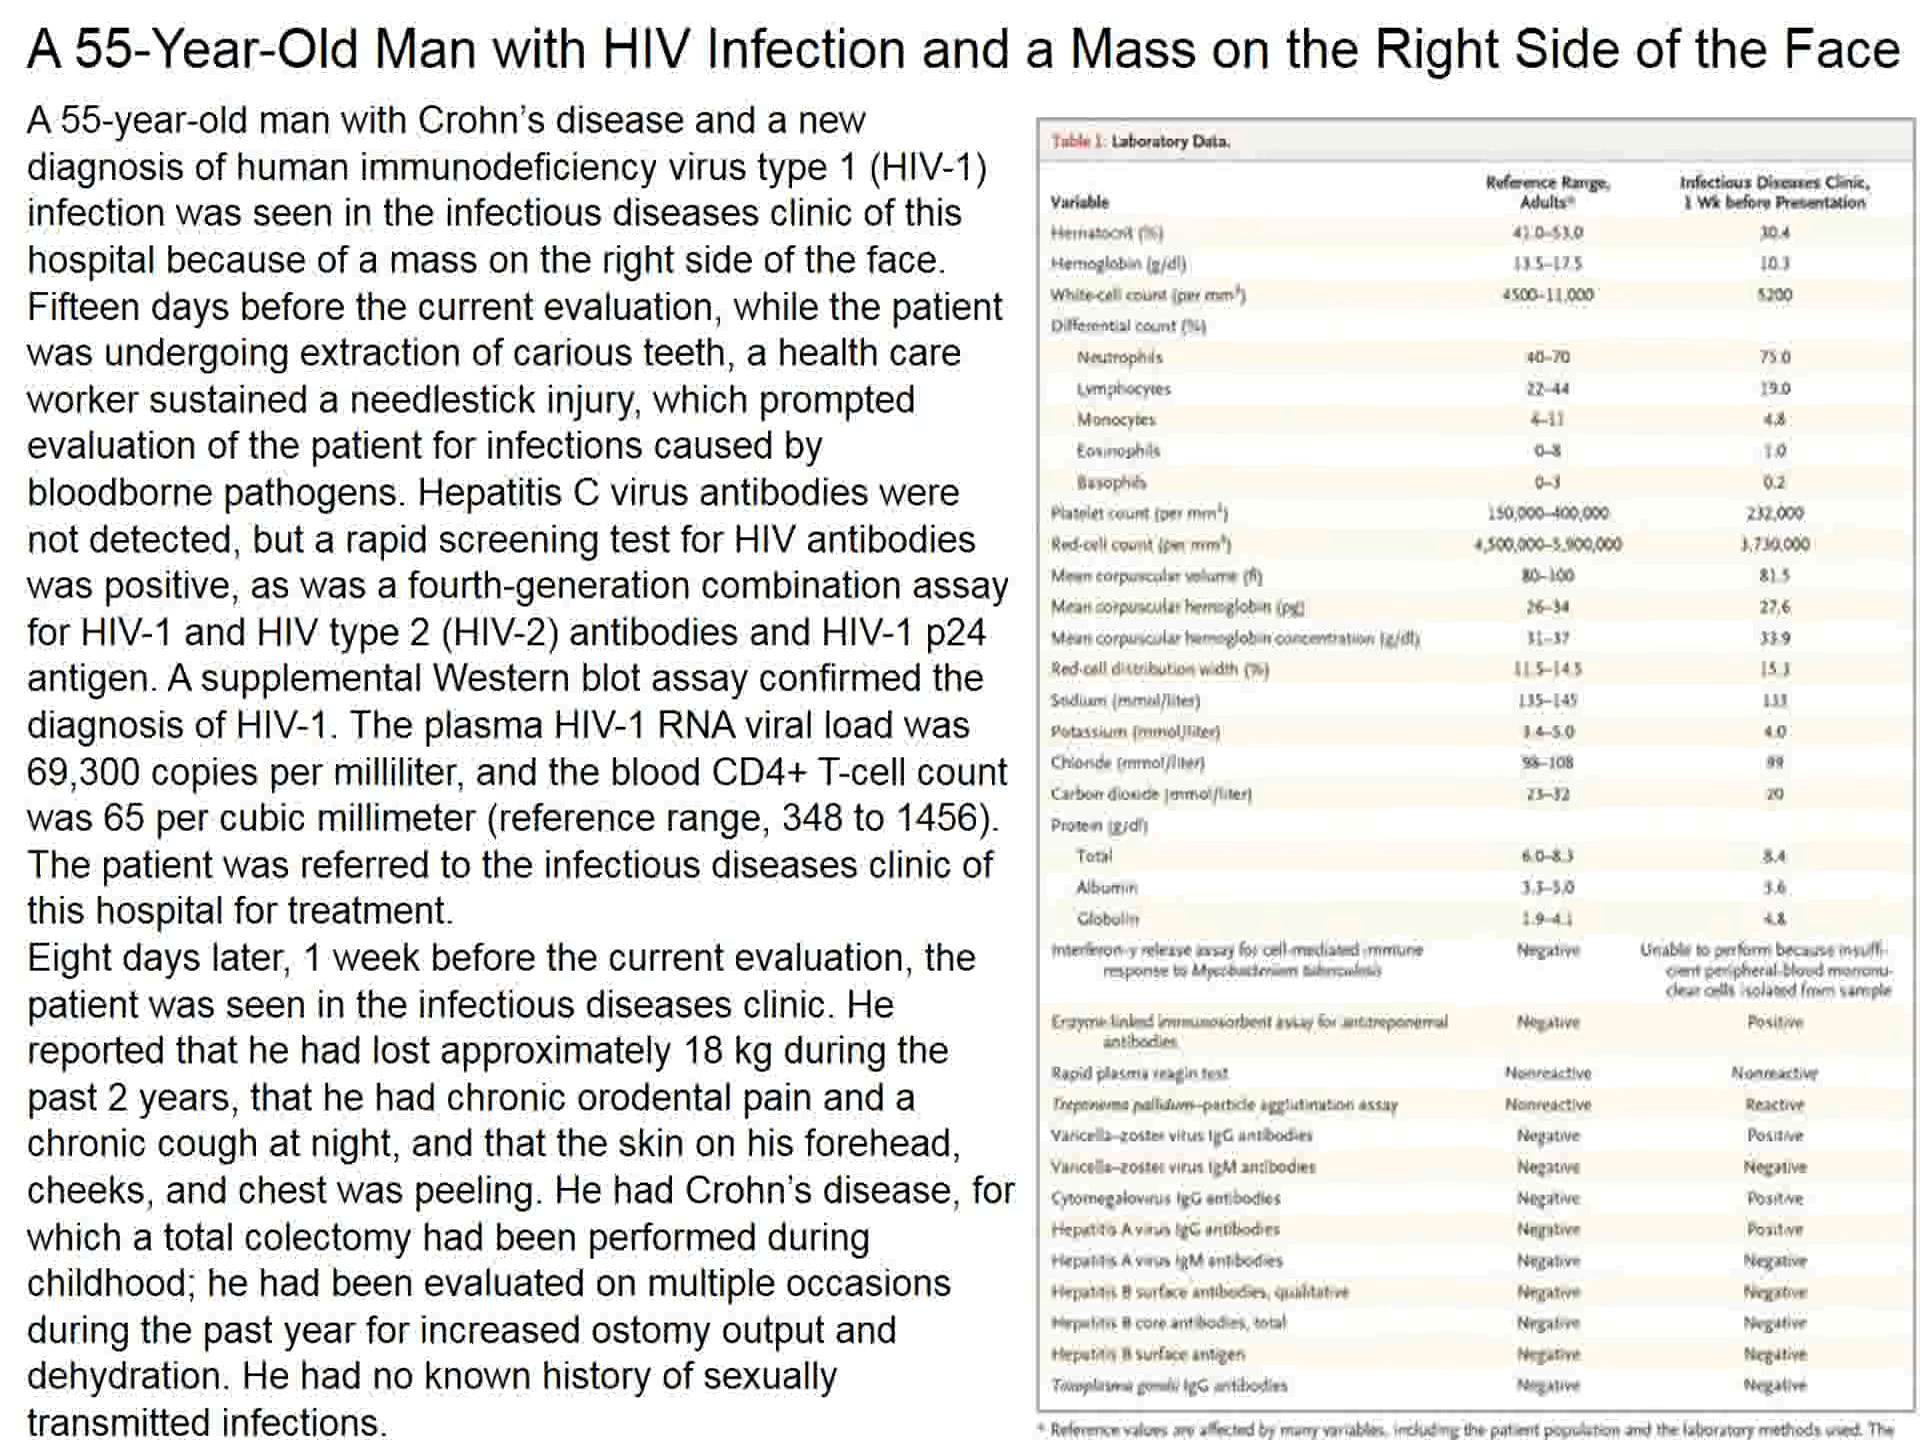 A 55-Year-Old Man with HIV Infection and a Mass on the Right Side of the Face
A 55-year-old man with Crohn’s disease and a new
diagnosis of human immunodeficiency virus type 1 (HIV-1)
infection was seen in the infectious diseases clinic of this
hospital because of a mass on the right side of the face.
Fifteen days before the current evaluation, while the patient
was undergoing extraction of carious teeth, a health care
worker sustained a needlestick injury, which prompted
evaluation of the patient for infections caused by
bloodborne pathogens. Hepatitis C virus antibodies were
not detected, but a rapid screening test for HIV antibodies
was positive, as was a fourth-generation combination assay
for HIV-1 and HIV type 2 (HIV-2) antibodies and HIV-1 p24
antigen. A supplemental Western blot assay confirmed the
diagnosis of HIV-1. The plasma HIV-1 RNA viral load was
69,300 copies per milliliter, and the blood CD4+ T-cell count
was 65 per cubic millimeter (reference range, 348 to 1456).
The patient was referred to the infectious diseases clinic of
this hospital for treatment.
Eight days later, 1 week before the current evaluation, the
patient was seen in the infectious diseases clinic. He
reported that he had lost approximately 18 kg during the
past 2 years, that he had chronic orodental pain and a
chronic cough at night, and that the skin on his forehead,
cheeks, and chest was peeling. He had Crohn’s disease, for
which a total colectomy had been performed during
childhood; he had been evaluated on multiple occasions
during the past year for increased ostomy output and
dehydration. He had no known history of sexually
transmitted infections.
Table 1. Laboratory Data.
Variable Reference Range, Adults* Infectious Diseases Clinic, 1 Wk before Presentation
Hematocrit (%) 41.0–53.0 30.4
Hemoglobin (g/dl) 13.5–17.5 10.3
White-cell count (per mm³) 4500–11,000 5200
Differential count (%)
Neutrophils 40–70 75.0
Lymphocytes 22–44 19.0
Monocytes 4–11 4.8
Eosinophils 0–8 1.0
Basophils 0–3 0.2
Platelet count (per mm³) 150,000–400,000 232,000
Red-cell count (per mm³) 4,500,000–5,900,000 3,730,000
Mean corpuscular volume (fl) 80–100 81.5
Mean corpuscular hemoglobin (pg) 26–34 27.6
Mean corpuscular hemoglobin concentration (g/dl) 31–37 33.9
Red-cell distribution width (%) 11.5–14.5 15.3
Sodium (mmol/liter) 135–145 133
Potassium (mmol/liter) 3.4–5.0 4.0
Chloride (mmol/liter) 98–108 99
Carbon dioxide (mmol/liter) 23–32 20
Protein (g/dl)
Total 6.0–8.3 8.4
Albumin 3.3–5.0 3.6
Globulin 1.9–4.1 4.8
Interferon-γ release assay for cell-mediated immune Negative Unable to perform because insuffi-
response to Mycobacterium tuberculosis cient peripheral-blood mononu-
clear cells isolated from sample
Enzyme-linked immunosorbent assay for antitreponemal Negative Positive
antibodies
Rapid plasma reagin test Nonreactive Nonreactive
Treponema pallidum–particle agglutination assay Nonreactive Reactive
Varicella–zoster virus IgG antibodies Negative Positive
Varicella–zoster virus IgM antibodies Negative Negative
Cytomegalovirus IgG antibodies Negative Positive
Hepatitis A virus IgG antibodies Negative Positive
Hepatitis A virus IgM antibodies Negative Negative
Hepatitis B surface antibodies, qualitative Negative Negative
Hepatitis B core antibodies, total Negative Negative
Hepatitis B surface antigen Negative Negative
Toxoplasma gondii IgG antibodies Negative Negative
* Reference values are affected by many variables, including the patient population and the laboratory methods used. The